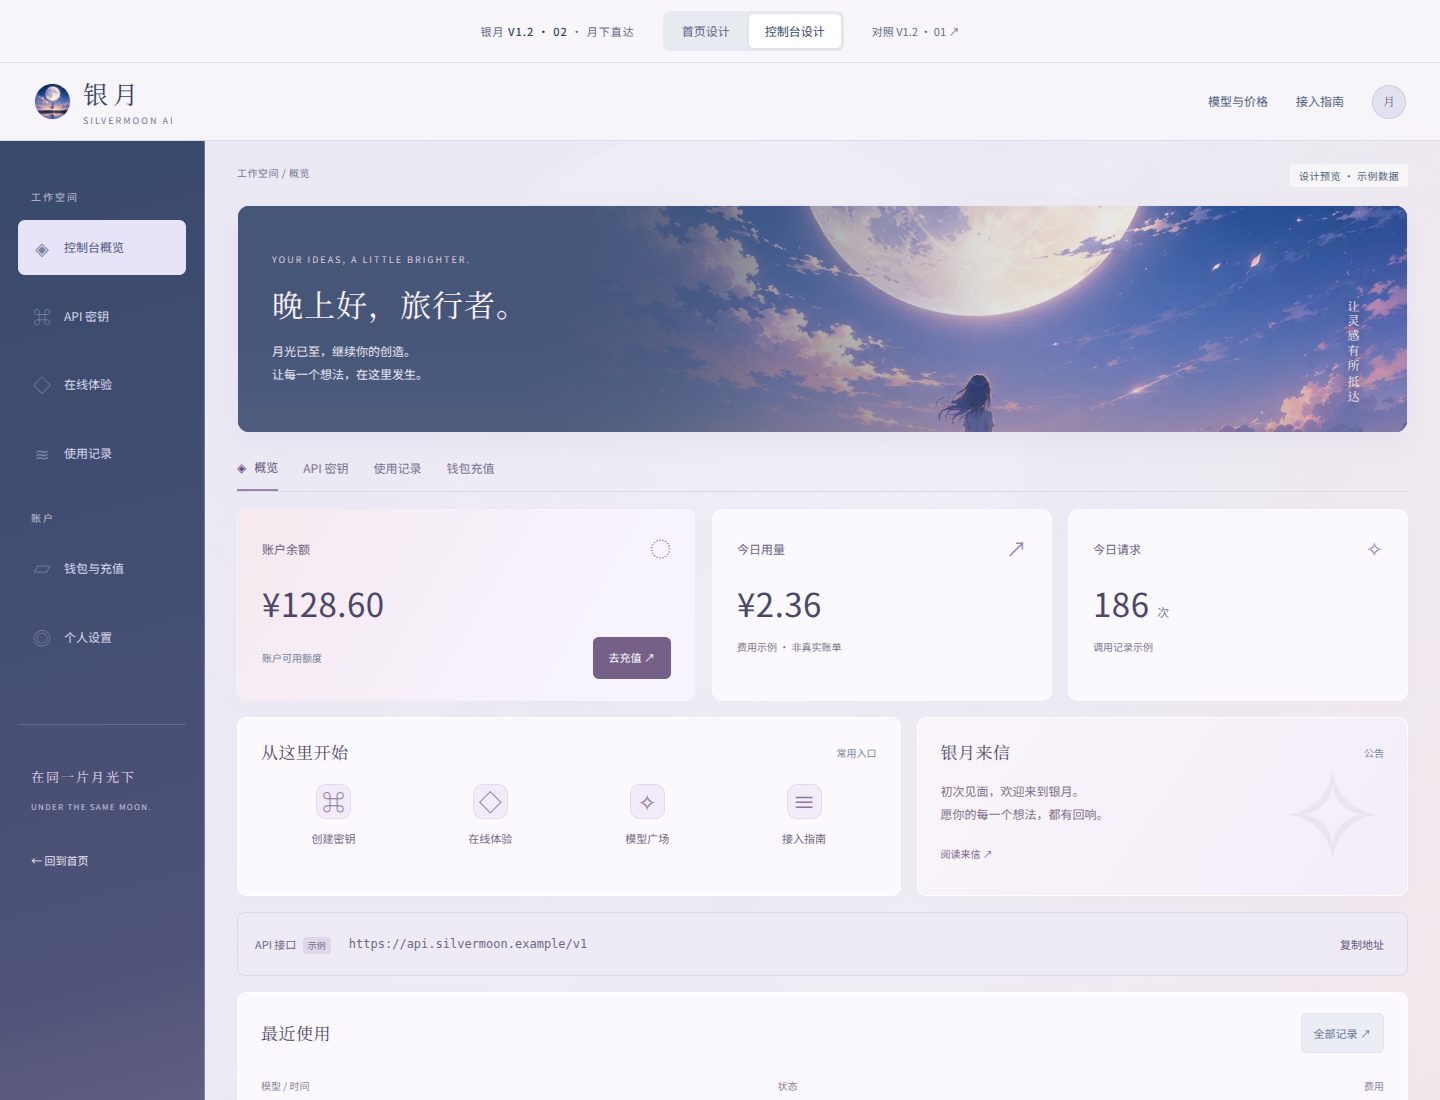 银月 V1.2 · 02 · 月下直达
首页设计
控制台设计
对照 V1.2 · 01 ↗
银月
SILVERMOON AI
模型与价格
接入指南
月
工作空间
控制台概览
API 密钥
在线体验
使用记录
账户
钱包与充值
个人设置
在同一片月光下
UNDER THE SAME MOON.
← 回到首页
工作空间 / 概览
设计预览 · 示例数据
YOUR IDEAS, A LITTLE BRIGHTER.
晚上好，旅行者。
月光已至，继续你的创造。
让每一个想法，在这里发生。
让灵感有所抵达
概览
API 密钥
使用记录
钱包充值
账户余额
¥128.60
账户可用额度
去充值 ↗
今日用量
¥2.36
费用示例 · 非真实账单
今日请求
186 次
调用记录示例
从这里开始
常用入口
创建密钥
在线体验
模型广场
接入指南
银月来信
公告
初次见面，欢迎来到银月。
愿你的每一个想法，都有回响。
阅读来信 ↗
API 接口
示例
https://api.silvermoon.example/v1
复制地址
最近使用
全部记录 ↗
模型 / 时间
状态
费用